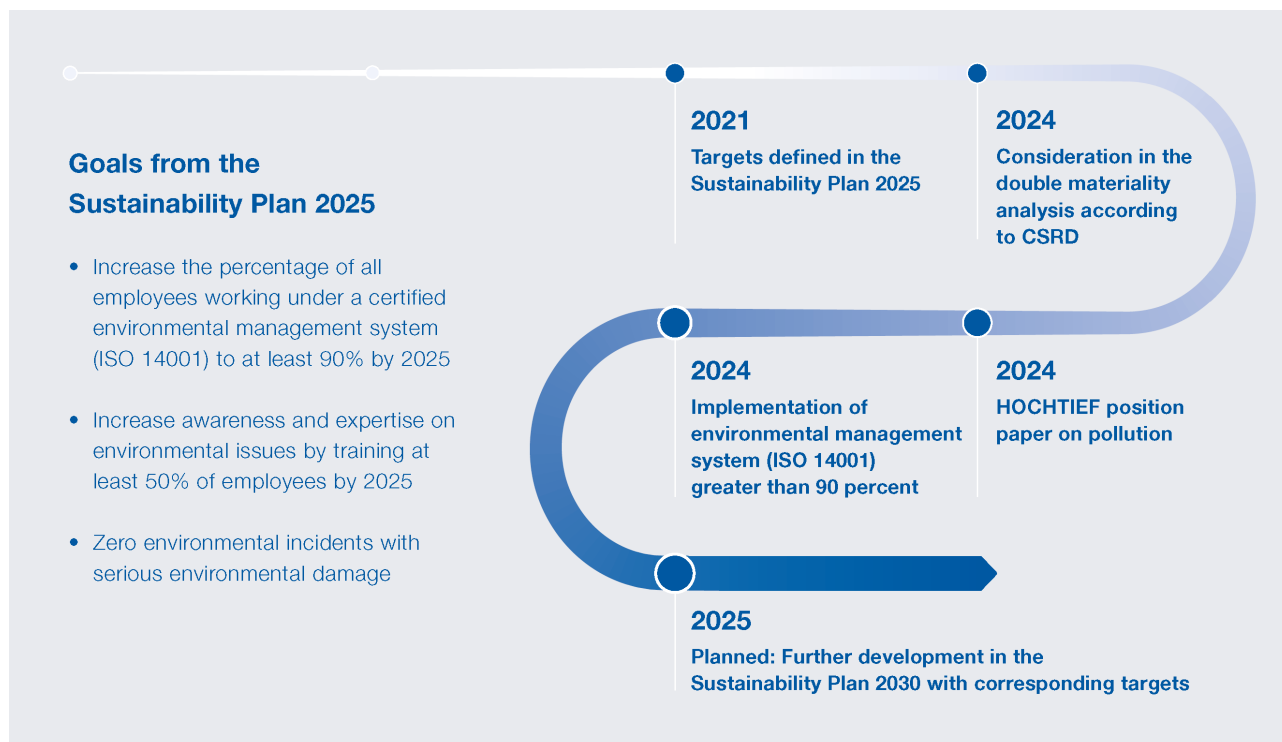 Goals from the
Sustainability Plan 2025
• Increase the percentage of all
employees working under a certified
environmental management system
(ISO 14001) to at least 90% by 2025
• Increase awareness and expertise on
environmental issues by training at
least 50% of employees by 2025
• Zero environmental incidents with
serious environmental damage
2021
Targets defined in the
Sustainability Plan 2025
2024
Consideration in the
double materiality
analysis according
to CSRD
2024
HOCHTIEF position
paper on pollution
2024
Implementation of
environmental management
system (ISO 14001)
greater than 90 percent
2025
Planned: Further development in the
Sustainability Plan 2030 with corresponding targets